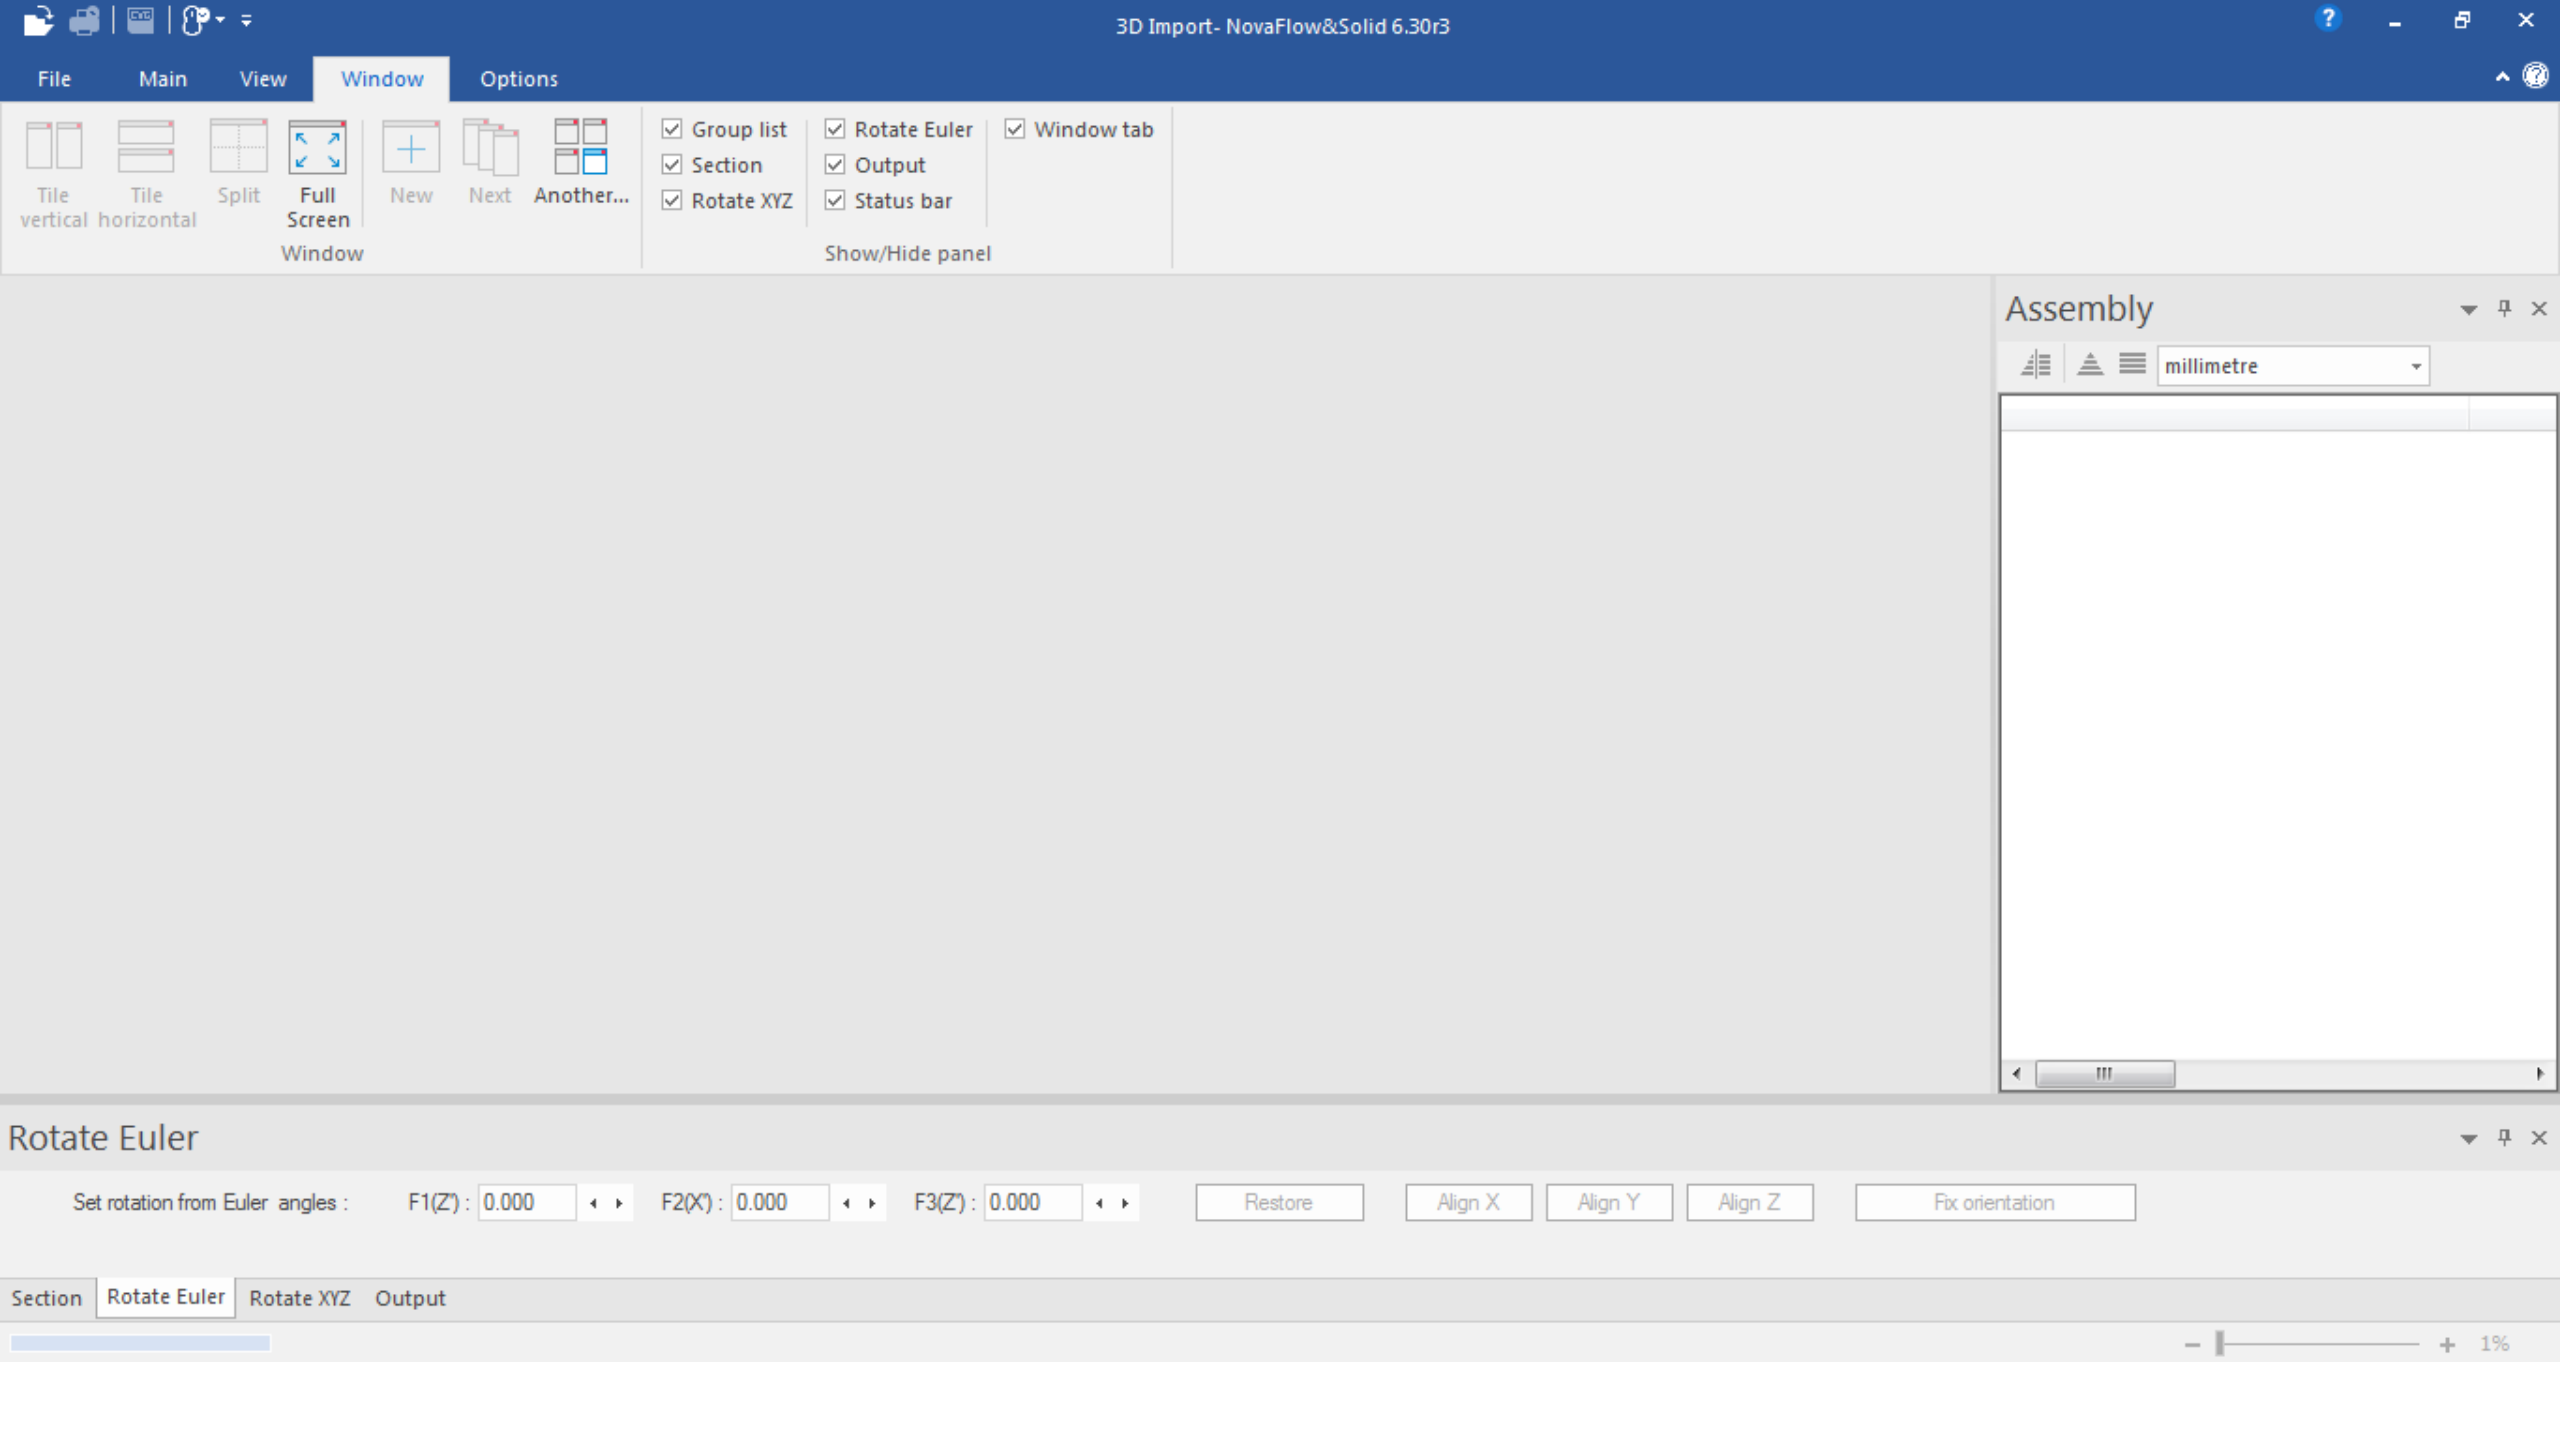 3D Import- NovaFlow&Solid 6.30r3
File Main View Window Options
Tile vertical
Tile horizontal
Split
Full Screen
New
Next
Another...
Window
Group list
Section
Rotate XYZ
Rotate Euler
Output
Status bar
Window tab
Show/Hide panel
Assembly
millimetre
Rotate Euler
Set rotation from Euler angles : F1(Z') : 0.000 F2(X') : 0.000 F3(Z') : 0.000 Restore Align X Align Y Align Z Fix orientation
Section Rotate Euler Rotate XYZ Output
1%